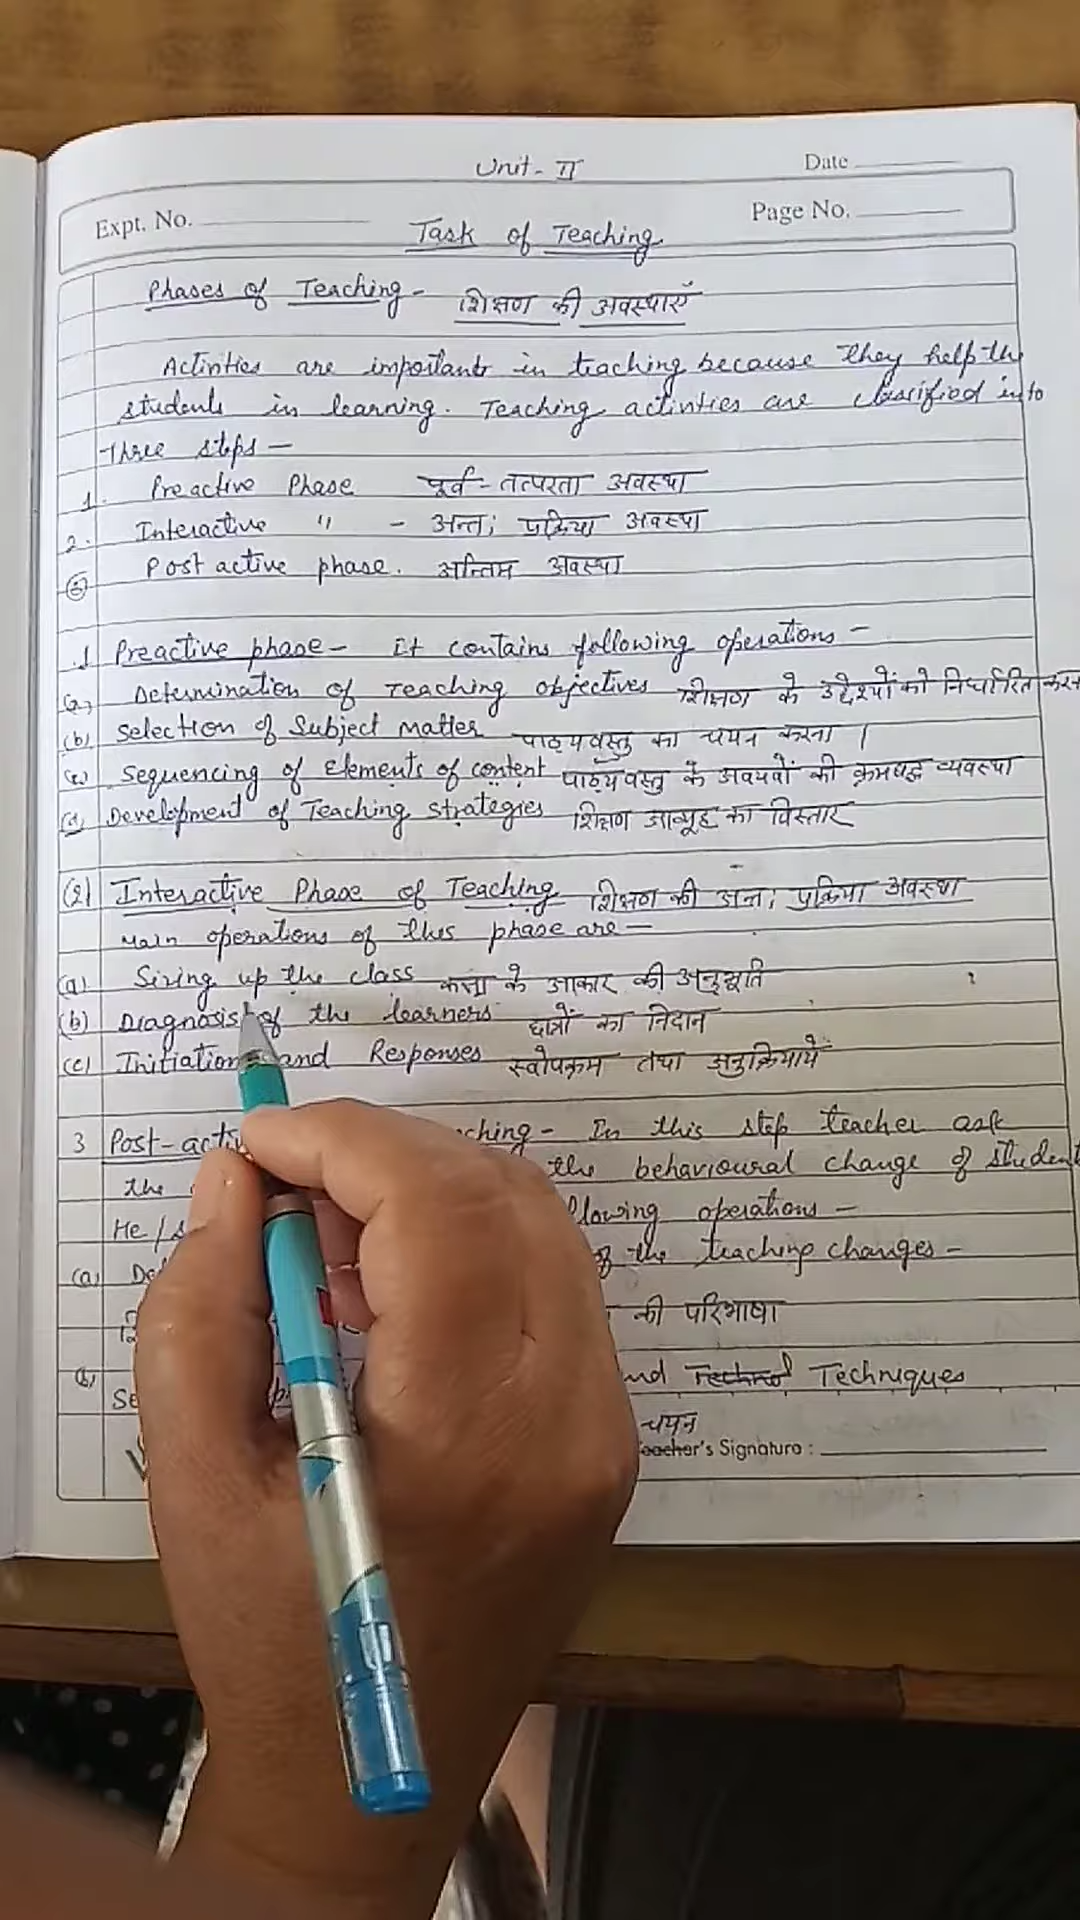 Unit - II
Date
Expt. No.
Page No.
Task of Teaching
Phases of Teaching - शिक्षण की अवस्थाएँ
Activities are important in teaching because they help the
students in learning. Teaching activities are classified into
Three steps -
1. Preactive Phase पूर्व - तत्परता अवस्था
2. Interactive " - अन्त: प्रक्रिया अवस्था
③ Post active phase. अन्तिम अवस्था
1 Preactive phase - It contains following operations -
(a) Determination of Teaching objectives शिक्षण के उद्देश्यों को निर्धारित करना
(b) Selection of Subject Matter पाठ्यवस्तु का चयन करना ।
(c) Sequencing of Elements of content पाठ्यवस्तु के अवयवों की क्रमबद्ध व्यवस्था
(d) Development of Teaching strategies शिक्षण आव्यूह का विस्तार
(2) Interactive Phase of Teaching शिक्षण की अन्त: प्रक्रिया अवस्था
Main operations of this phase are -
(a) Sizing up the class कक्षा के आकार की अनुभूति
(b) Diagnosis of the learners छात्रों का निदान
(c) Initiation and Responses स्वोपक्रम तथा अनुक्रियायें
3 Post-acti ching - In this step teacher ask
the the behavioural change of student
He / s llowing operations -
(a) De of the teaching changes -
की परिभाषा
(b) Se nd Techniques
चयन
Teacher's Signature :